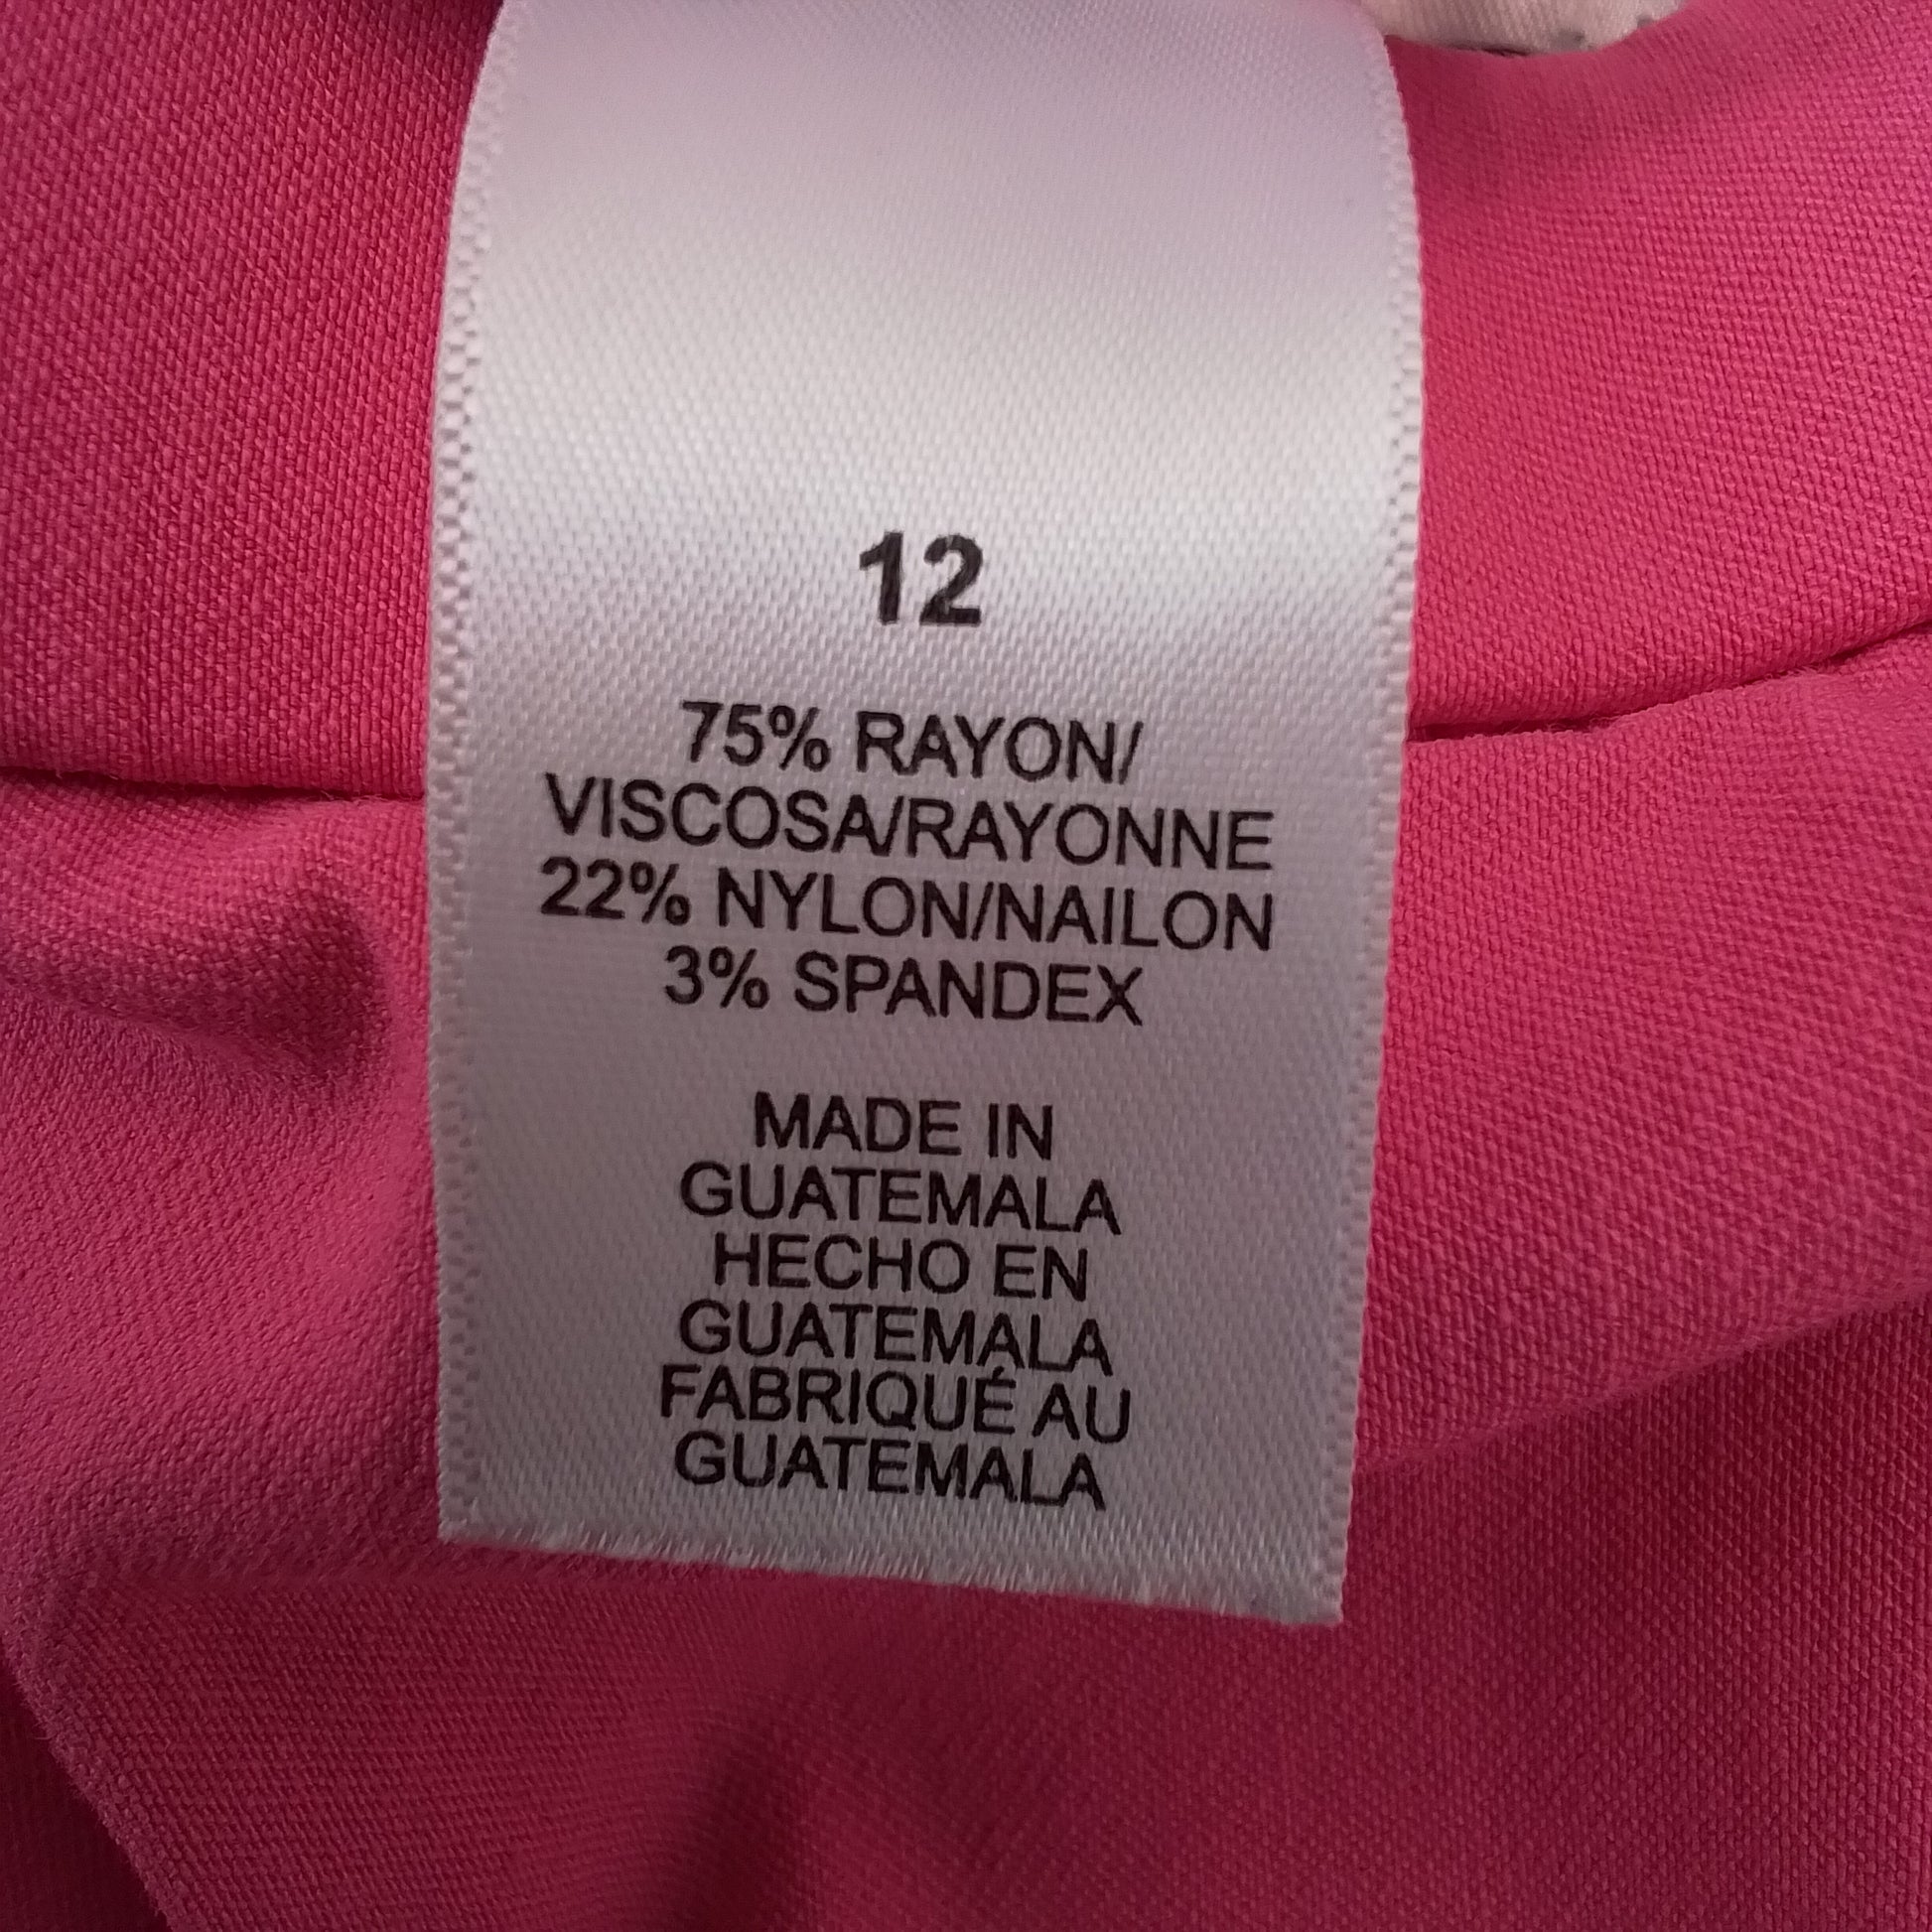 12
75% RAYON/
VISCOSA/RAYONNE
22% NYLON/NAILON
3% SPANDEX
MADE IN
GUATEMALA
HECHO EN
GUATEMALA
FABRIQUÉ AU
GUATEMALA